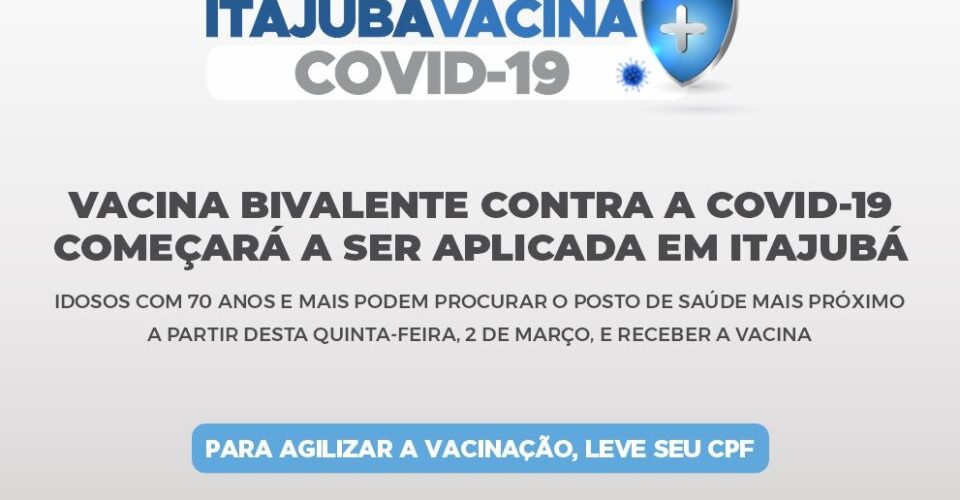 ITAJUBÁVACINA
COVID-19
VACINA BIVALENTE CONTRA A COVID-19
COMEÇARÁ A SER APLICADA EM ITAJUBÁ
IDOSOS COM 70 ANOS E MAIS PODEM PROCURAR O POSTO DE SAÚDE MAIS PRÓXIMO
A PARTIR DESTA QUINTA-FEIRA, 2 DE MARÇO, E RECEBER A VACINA
PARA AGILIZAR A VACINAÇÃO, LEVE SEU CPF